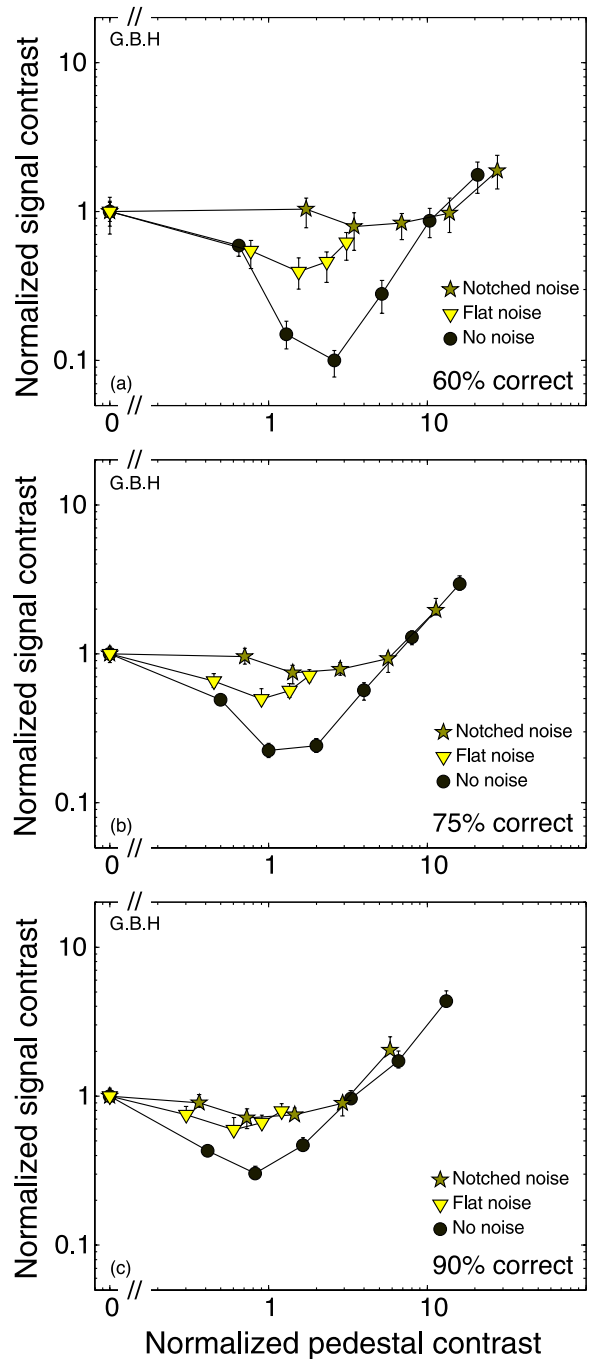 //
G.B.H
10
1
0.1
Normalized signal contrast
Notched noise
Flat noise
No noise
(a)
60% correct
//
0
1
10
//
G.B.H
10
1
0.1
Normalized signal contrast
Notched noise
Flat noise
No noise
(b)
75% correct
//
0
1
10
//
G.B.H
10
1
0.1
Normalized signal contrast
Notched noise
Flat noise
No noise
(c)
90% correct
//
0
1
10
Normalized pedestal contrast